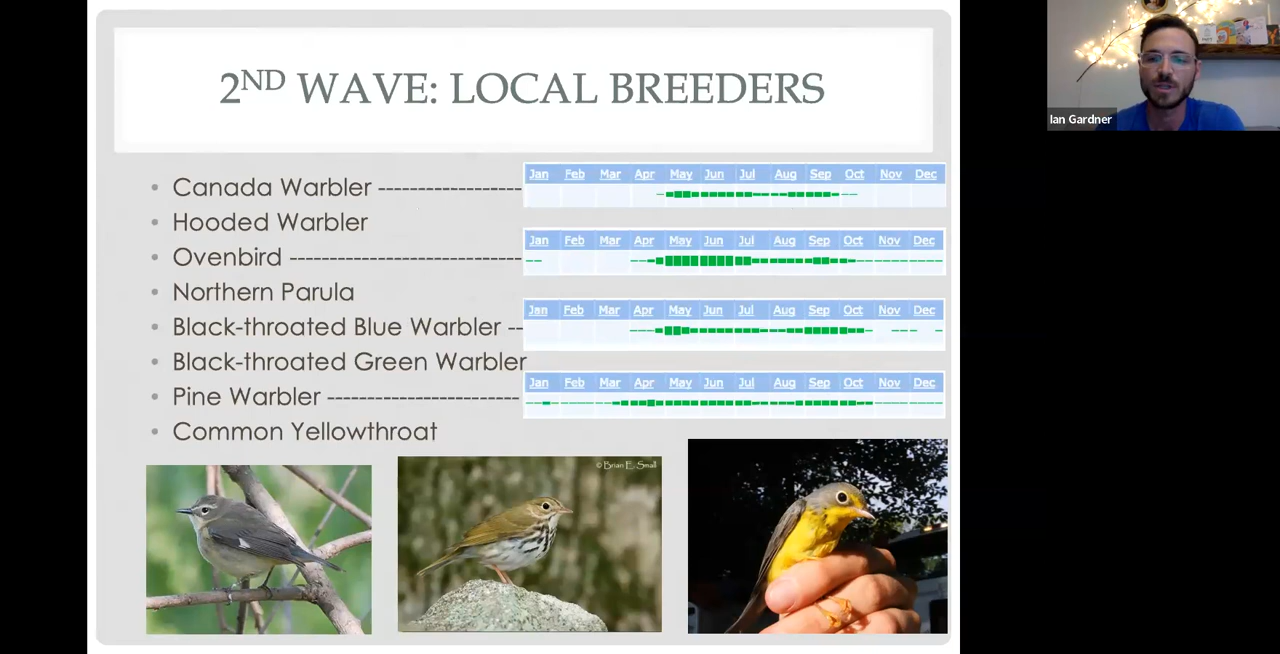 2ND WAVE: LOCAL BREEDERS
• Canada Warbler ------------------
Jan Feb Mar Apr May Jun Jul Aug Sep Oct Nov Dec
• Hooded Warbler
• Ovenbird -----------------------------
Jan Feb Mar Apr May Jun Jul Aug Sep Oct Nov Dec
• Northern Parula
• Black-throated Blue Warbler --
Jan Feb Mar Apr May Jun Jul Aug Sep Oct Nov Dec
• Black-throated Green Warbler
• Pine Warbler ------------------------
Jan Feb Mar Apr May Jun Jul Aug Sep Oct Nov Dec
• Common Yellowthroat
© Brian E. Small
Ian Gardner